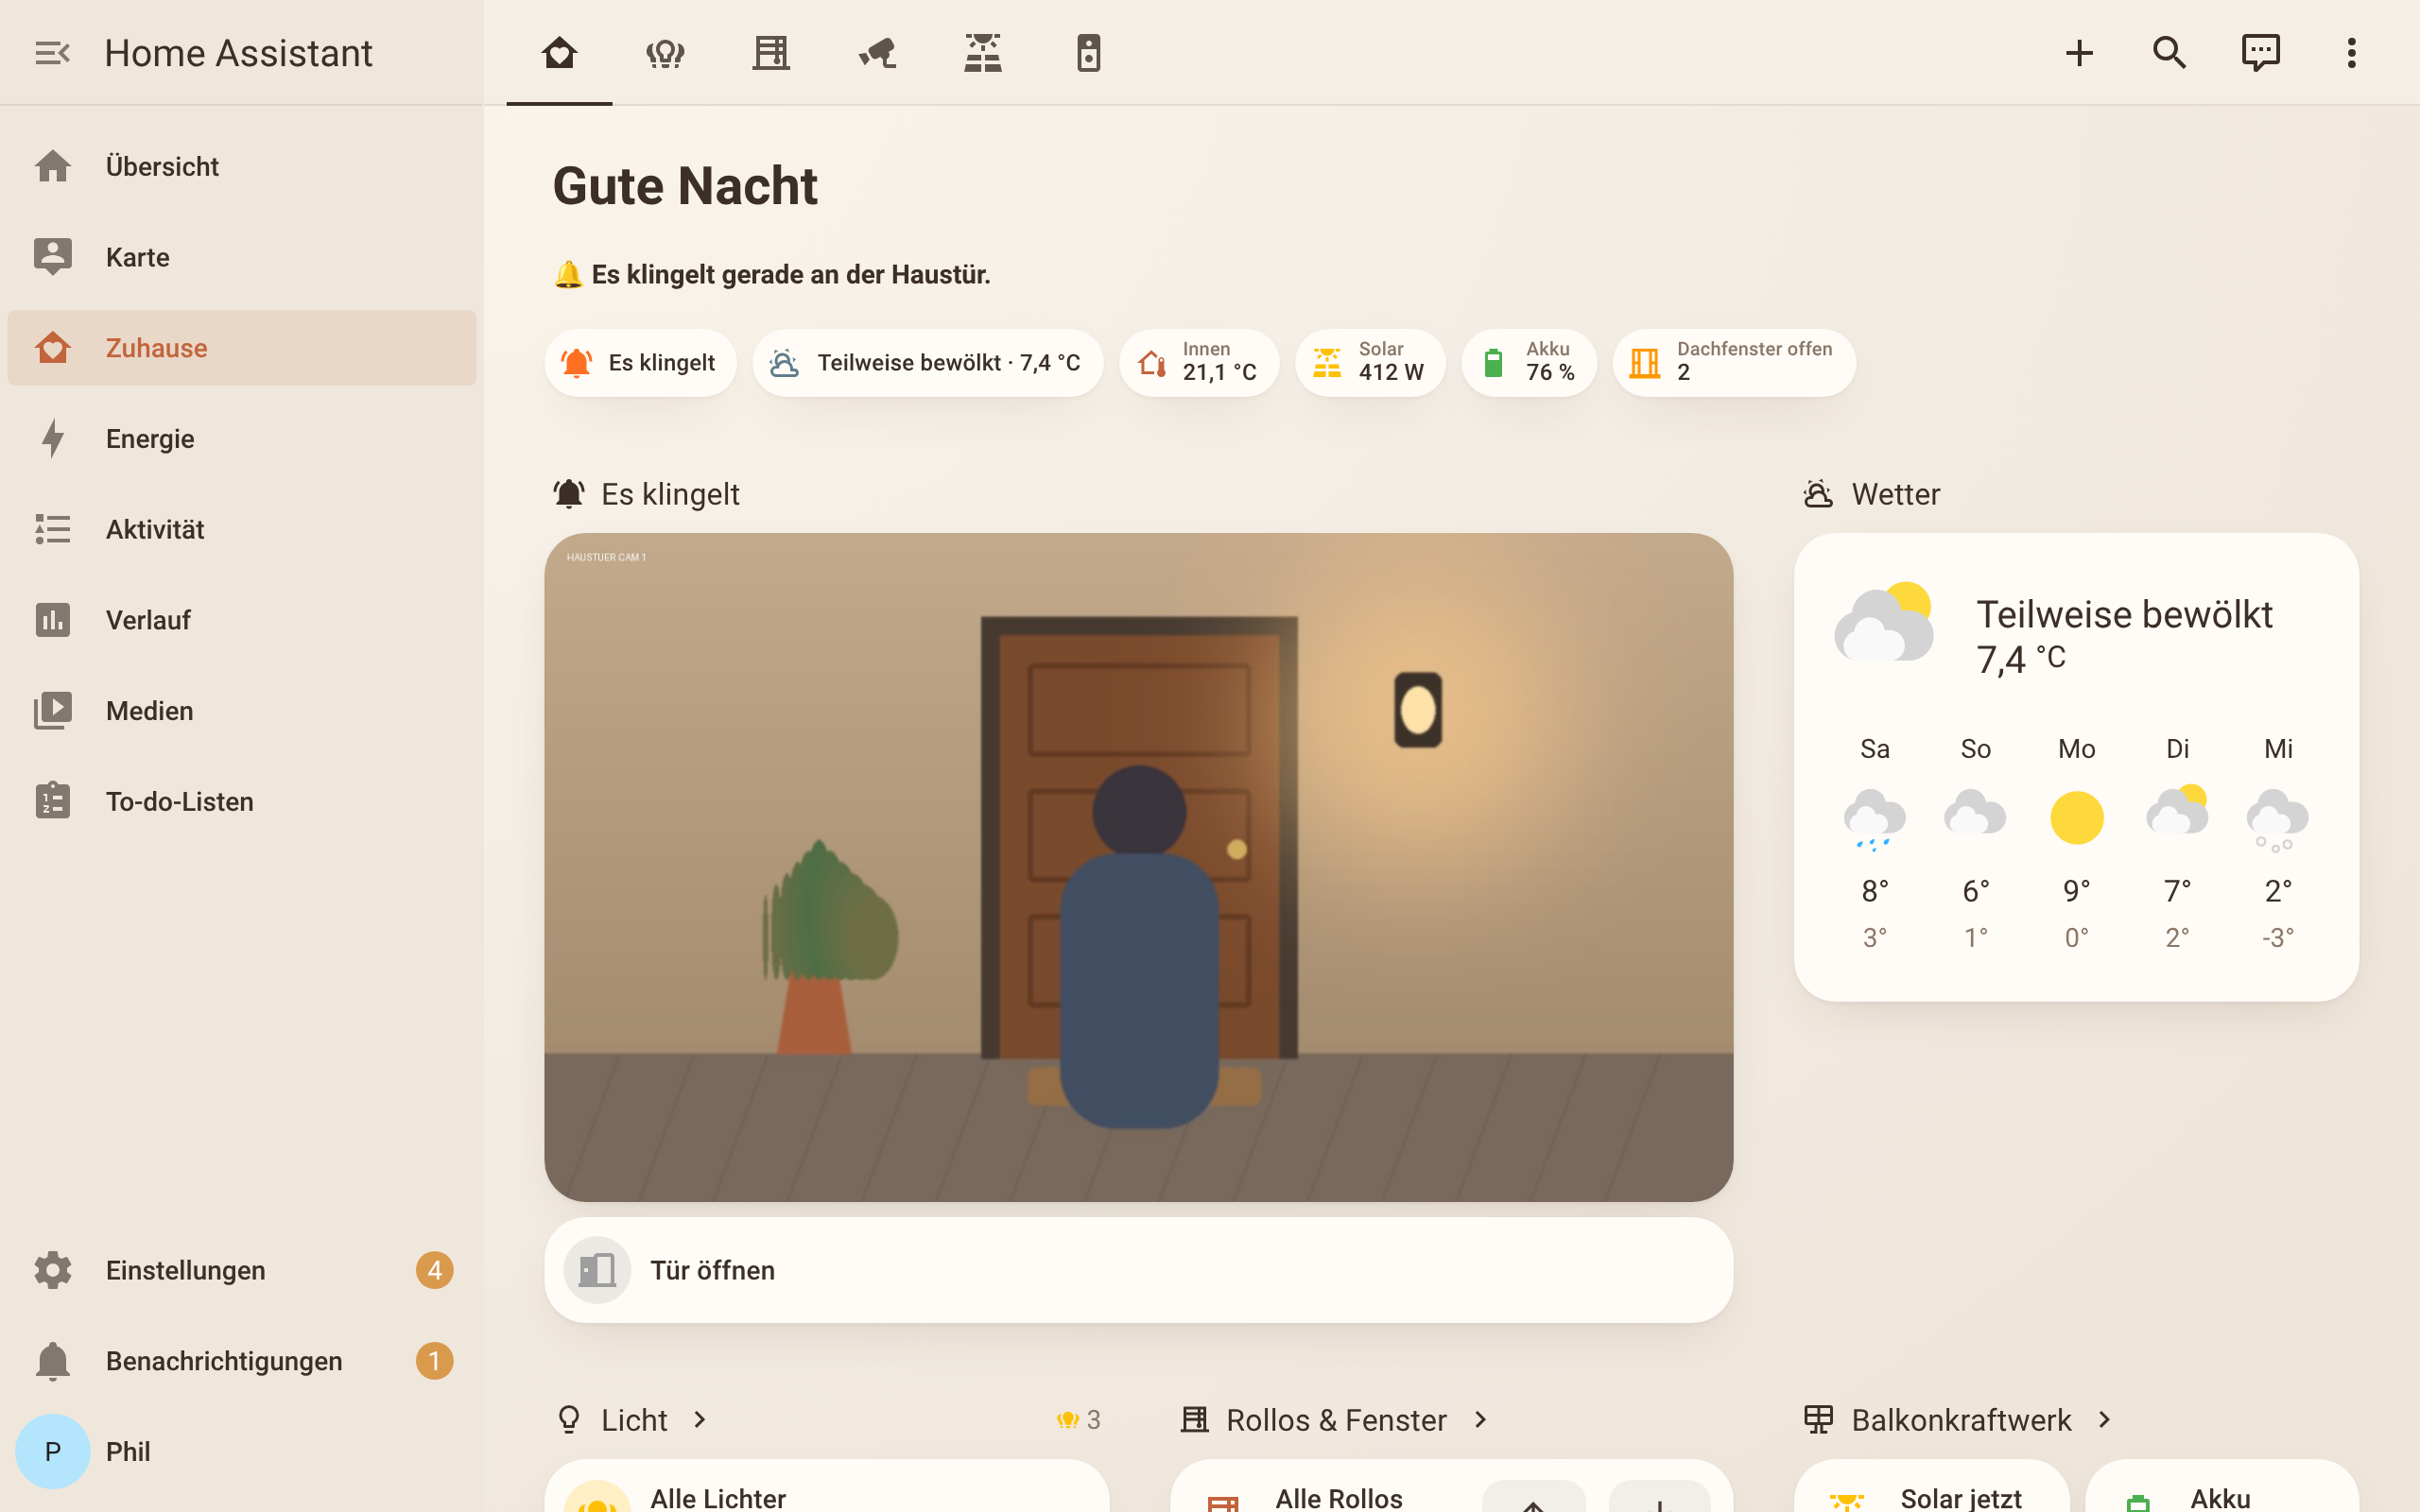 Home Assistant
Übersicht
Karte
Zuhause
Energie
Aktivität
Verlauf
Medien
To-do-Listen
Einstellungen
4
Benachrichtigungen
1
P
Phil
Gute Nacht
🔔 Es klingelt gerade an der Haustür.
Es klingelt
Teilweise bewölkt · 7,4 °C
Innen
21,1 °C
Solar
412 W
Akku
76 %
Dachfenster offen
2
Es klingelt
HAUSTUER CAM 1
Tür öffnen
Wetter
Teilweise bewölkt
7,4 °C
Sa So Mo Di Mi
8° 6° 9° 7° 2°
3° 1° 0° 2° -3°
Licht
3
Alle Lichter
Rollos & Fenster
Alle Rollos
Balkonkraftwerk
Solar jetzt
Akku